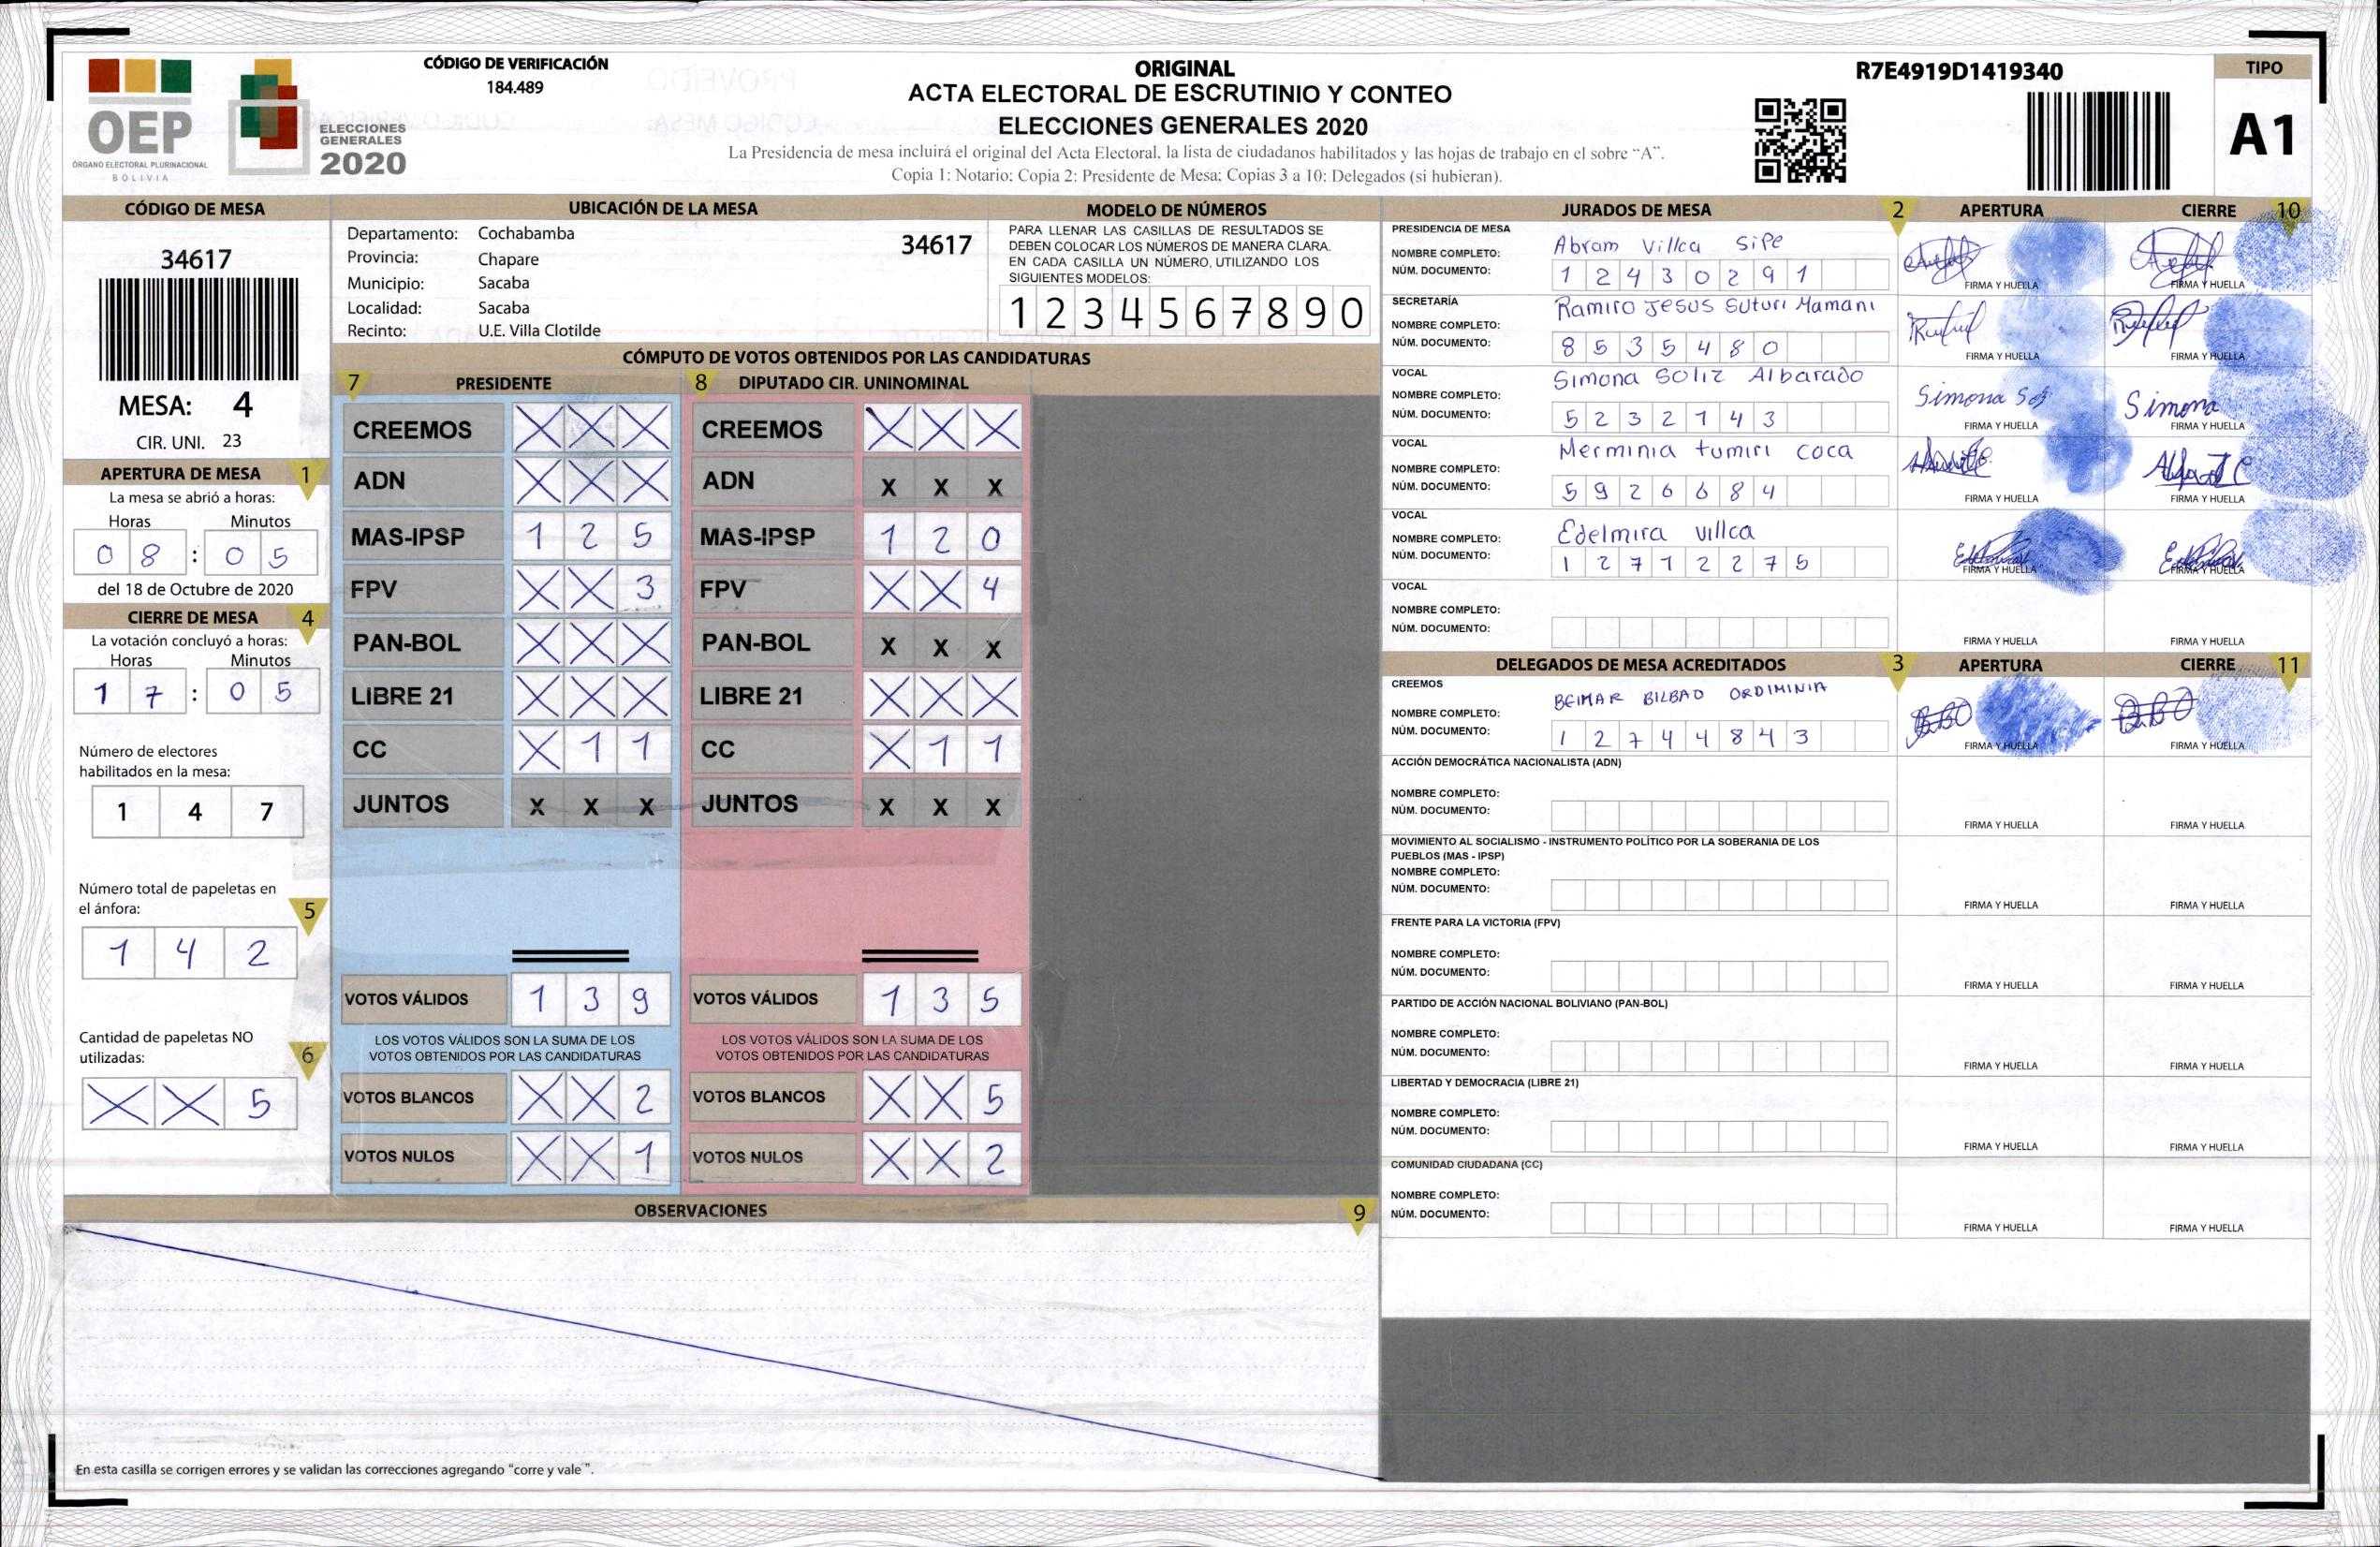 CÓDIGO DE VERIFICACIÓN
184.489
OEP
ÓRGANO ELECTORAL PLURINACIONAL
BOLIVIA
ELECCIONES
GENERALES
2020
ORIGINAL
ACTA ELECTORAL DE ESCRUTINIO Y CONTEO
ELECCIONES GENERALES 2020
La Presidencia de mesa incluirá el original del Acta Electoral, la lista de ciudadanos habilitados y las hojas de trabajo en el sobre “A”.
Copia 1: Notario; Copia 2: Presidente de Mesa; Copias 3 a 10: Delegados (si hubieran).
R7E4919D1419340
TIPO
A1
CÓDIGO DE MESA
34617
MESA: 4
CIR. UNI. 23
APERTURA DE MESA 1
La mesa se abrió a horas:
Horas Minutos
0 8 : 0 5
del 18 de Octubre de 2020
CIERRE DE MESA 4
La votación concluyó a horas:
Horas Minutos
1 7 : 0 5
Número de electores
habilitados en la mesa:
1 4 7
Número total de papeletas en
el ánfora: 5
1 4 2
Cantidad de papeletas NO
utilizadas: 6
X X 5
UBICACIÓN DE LA MESA
Departamento: Cochabamba
34617
Provincia: Chapare
Municipio: Sacaba
Localidad: Sacaba
Recinto: U.E. Villa Clotilde
MODELO DE NÚMEROS
PARA LLENAR LAS CASILLAS DE RESULTADOS SE
DEBEN COLOCAR LOS NÚMEROS DE MANERA CLARA.
EN CADA CASILLA UN NÚMERO, UTILIZANDO LOS
SIGUIENTES MODELOS:
1 2 3 4 5 6 7 8 9 0
CÓMPUTO DE VOTOS OBTENIDOS POR LAS CANDIDATURAS
7 PRESIDENTE 8 DIPUTADO CIR. UNINOMINAL
CREEMOS X X X CREEMOS X X X
ADN X X X ADN X X X
MAS-IPSP 1 2 5 MAS-IPSP 1 2 0
FPV X X 3 FPV X X 4
PAN-BOL X X X PAN-BOL X X X
LIBRE 21 X X X LIBRE 21 X X X
CC X 1 1 CC X 1 1
JUNTOS X X X JUNTOS X X X
VOTOS VÁLIDOS 1 3 9 VOTOS VÁLIDOS 1 3 5
LOS VOTOS VÁLIDOS SON LA SUMA DE LOS LOS VOTOS VÁLIDOS SON LA SUMA DE LOS
VOTOS OBTENIDOS POR LAS CANDIDATURAS VOTOS OBTENIDOS POR LAS CANDIDATURAS
VOTOS BLANCOS X X 2 VOTOS BLANCOS X X 5
VOTOS NULOS X X 1 VOTOS NULOS X X 2
OBSERVACIONES 9
En esta casilla se corrigen errores y se validan las correcciones agregando “corre y vale”.
JURADOS DE MESA 2 APERTURA CIERRE 10
PRESIDENCIA DE MESA
NOMBRE COMPLETO: Abram Villca Sipe
NÚM. DOCUMENTO: 1 2 4 3 0 2 9 1
FIRMA Y HUELLA FIRMA Y HUELLA
SECRETARÍA
NOMBRE COMPLETO: Ramiro Jesus Suturi Mamani
NÚM. DOCUMENTO: 8 5 3 5 4 8 0
FIRMA Y HUELLA FIRMA Y HUELLA
VOCAL
NOMBRE COMPLETO: Simona Soliz Albarado
NÚM. DOCUMENTO: 5 2 3 2 1 4 3
Simona Simona
FIRMA Y HUELLA FIRMA Y HUELLA
VOCAL
NOMBRE COMPLETO: Merminia tumiri coca
NÚM. DOCUMENTO: 5 9 2 6 6 8 4
FIRMA Y HUELLA FIRMA Y HUELLA
VOCAL
NOMBRE COMPLETO: Edelmira villca
NÚM. DOCUMENTO: 1 2 7 1 2 2 7 5
FIRMA Y HUELLA FIRMA Y HUELLA
VOCAL
NOMBRE COMPLETO:
NÚM. DOCUMENTO:
FIRMA Y HUELLA FIRMA Y HUELLA
DELEGADOS DE MESA ACREDITADOS 3 APERTURA CIERRE 11
CREEMOS
NOMBRE COMPLETO: BEIMAR BILBAO ORDIMINIA
NÚM. DOCUMENTO: 1 2 7 4 4 8 4 3
FIRMA Y HUELLA FIRMA Y HUELLA
ACCIÓN DEMOCRÁTICA NACIONALISTA (ADN)
NOMBRE COMPLETO:
NÚM. DOCUMENTO:
FIRMA Y HUELLA FIRMA Y HUELLA
MOVIMIENTO AL SOCIALISMO - INSTRUMENTO POLÍTICO POR LA SOBERANIA DE LOS
PUEBLOS (MAS - IPSP)
NOMBRE COMPLETO:
NÚM. DOCUMENTO:
FIRMA Y HUELLA FIRMA Y HUELLA
FRENTE PARA LA VICTORIA (FPV)
NOMBRE COMPLETO:
NÚM. DOCUMENTO:
FIRMA Y HUELLA FIRMA Y HUELLA
PARTIDO DE ACCIÓN NACIONAL BOLIVIANO (PAN-BOL)
NOMBRE COMPLETO:
NÚM. DOCUMENTO:
FIRMA Y HUELLA FIRMA Y HUELLA
LIBERTAD Y DEMOCRACIA (LIBRE 21)
NOMBRE COMPLETO:
NÚM. DOCUMENTO:
FIRMA Y HUELLA FIRMA Y HUELLA
COMUNIDAD CIUDADANA (CC)
NOMBRE COMPLETO:
NÚM. DOCUMENTO:
FIRMA Y HUELLA FIRMA Y HUELLA